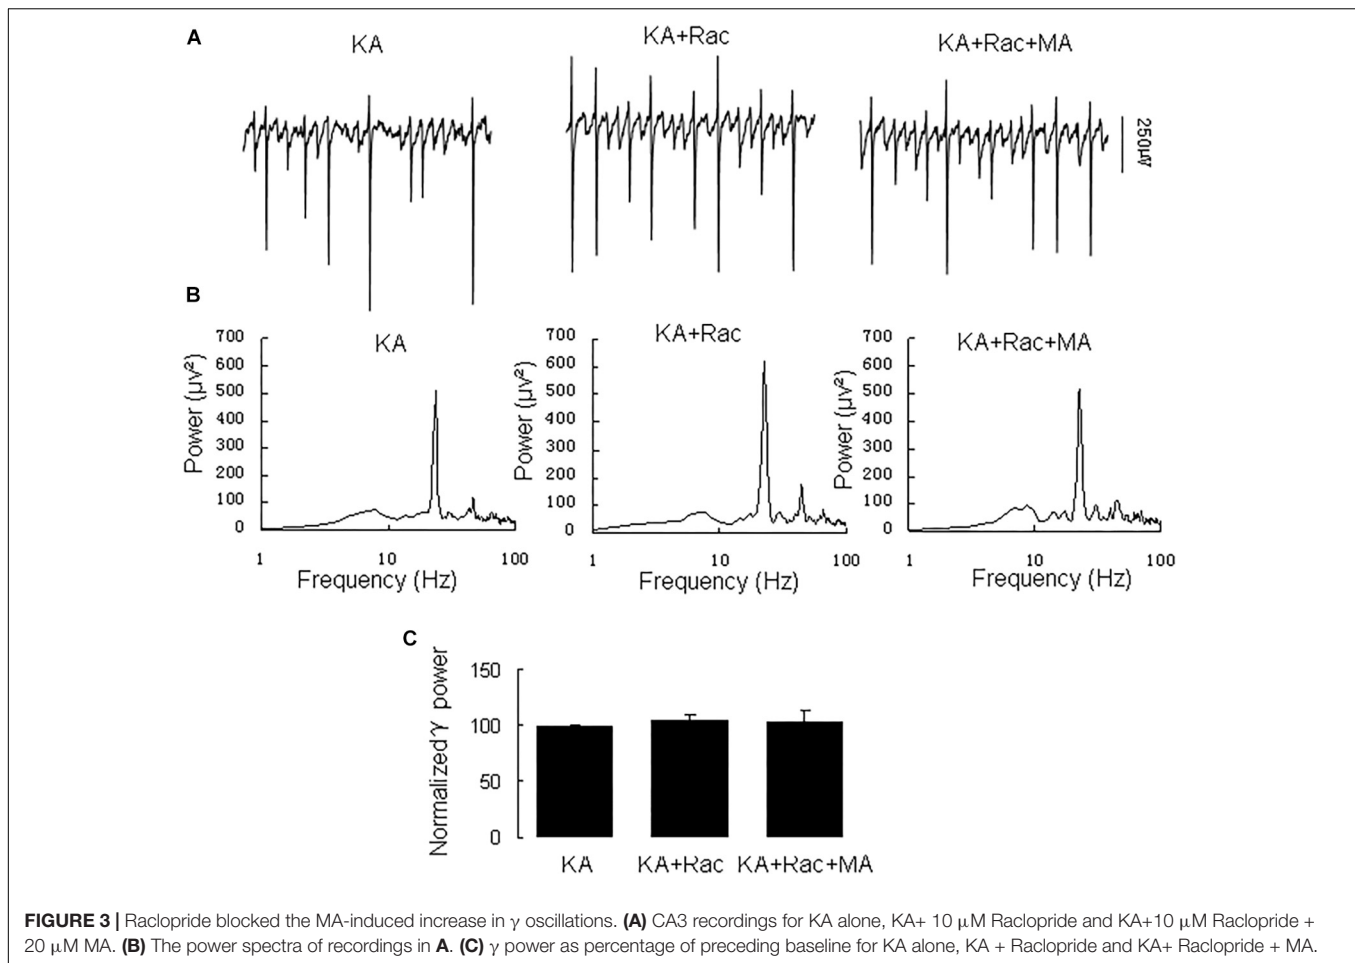 A
KA
KA+Rac
KA+Rac+MA
250μV
B
KA
KA+Rac
KA+Rac+MA
Power (μv²)
700
600
500
400
300
200
100
0
1
10
100
Frequency (Hz)
Power (μv²)
700
600
500
400
300
200
100
0
1
10
100
Frequency (Hz)
Power (μv²)
700
600
500
400
300
200
100
0
1
10
100
Frequency (Hz)
C
Normalized γ power
150
100
50
0
KA
KA+Rac
KA+Rac+MA
FIGURE 3 | Raclopride blocked the MA-induced increase in γ oscillations. (A) CA3 recordings for KA alone, KA+ 10 μM Raclopride and KA+10 μM Raclopride +
20 μM MA. (B) The power spectra of recordings in A. (C) γ power as percentage of preceding baseline for KA alone, KA + Raclopride and KA+ Raclopride + MA.